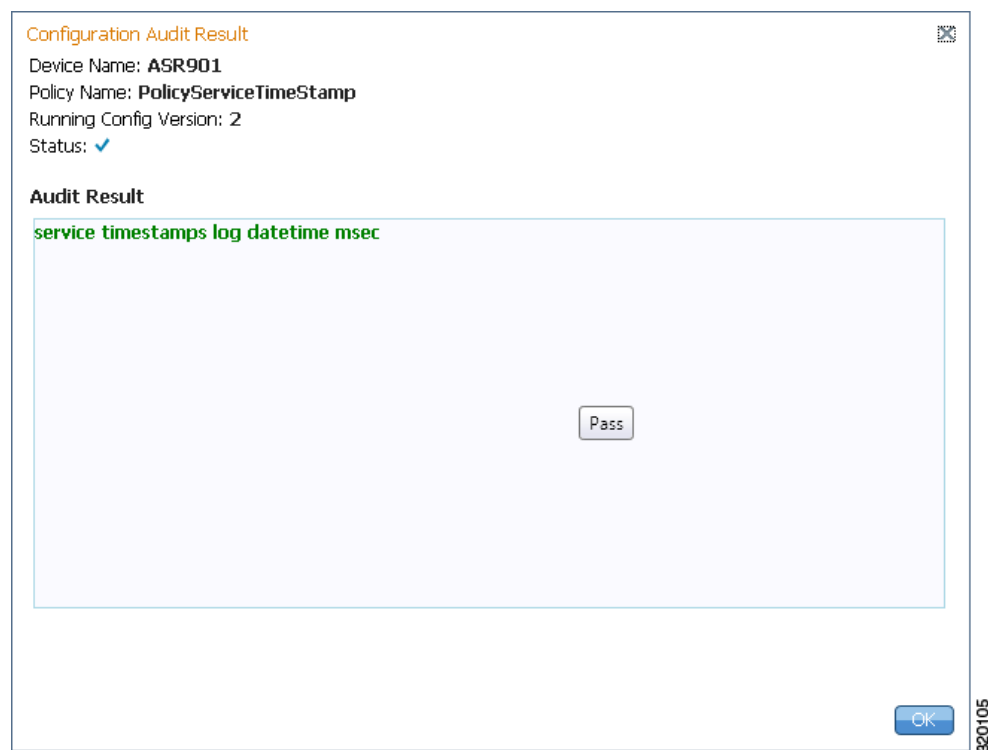 Configuration Audit Result
Device Name: ASR901
Policy Name: PolicyServiceTimeStamp
Running Config Version: 2
Status:
Audit Result
service timestamps log datetime msec
Pass
OK
320105